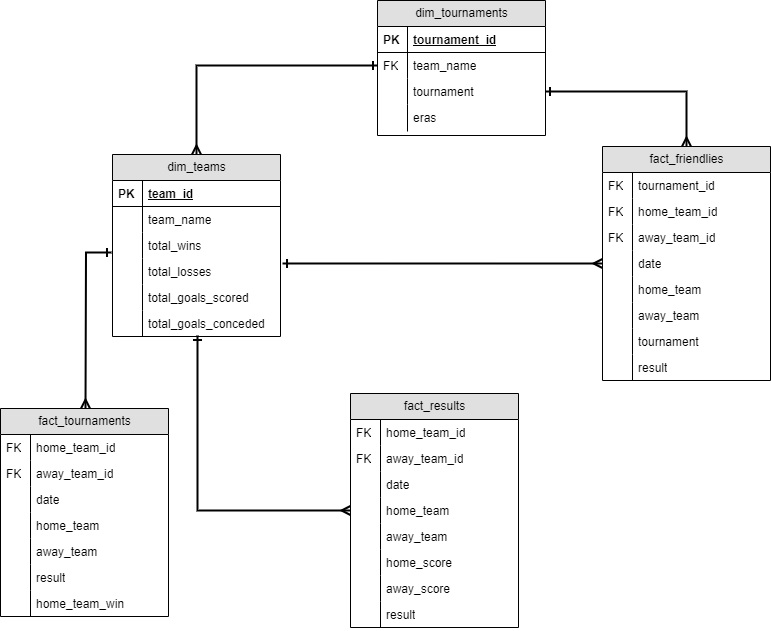 dim_tournaments
PK tournament_id
FK team_name
tournament
eras
dim_teams
PK team_id
team_name
total_wins
total_losses
total_goals_scored
total_goals_conceded
fact_friendlies
FK tournament_id
FK home_team_id
FK away_team_id
date
home_team
away_team
tournament
result
fact_tournaments
FK home_team_id
FK away_team_id
date
home_team
away_team
result
home_team_win
fact_results
FK home_team_id
FK away_team_id
date
home_team
away_team
home_score
away_score
result